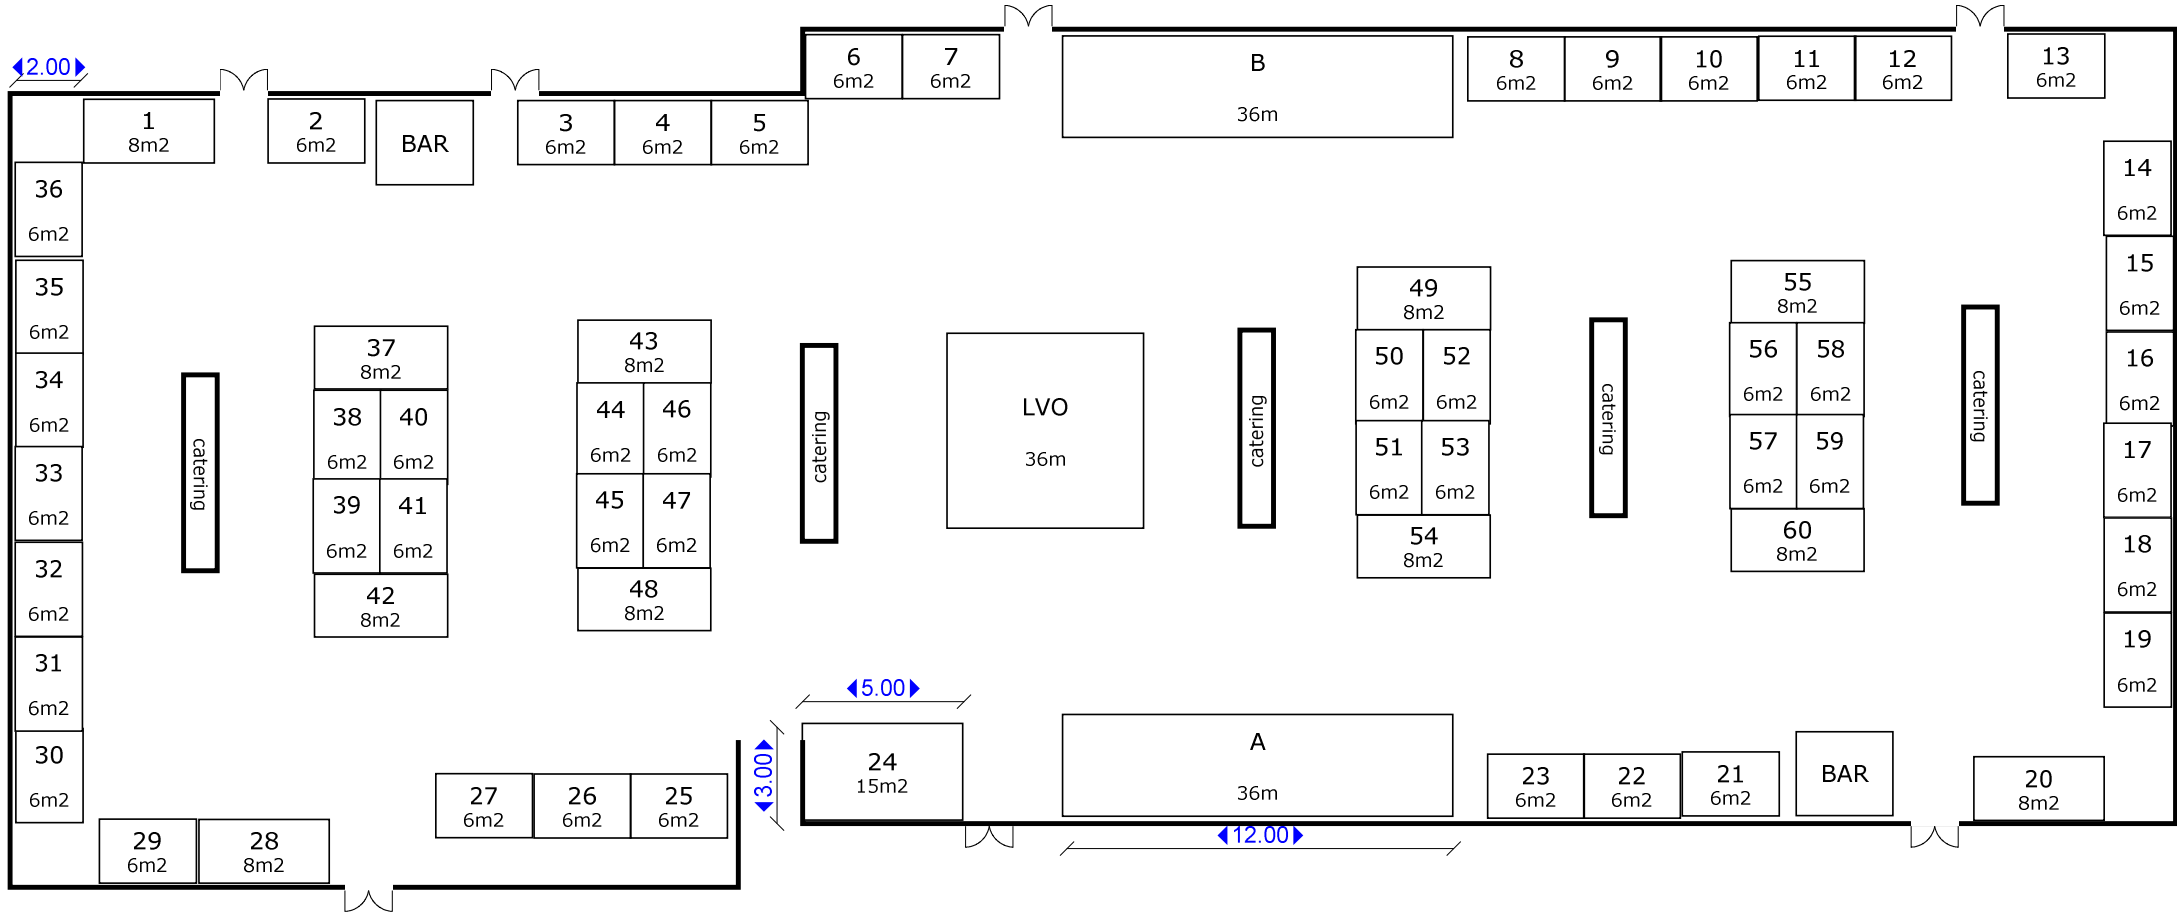 2.00
1
8m2
2
6m2
BAR
3
6m2
4
6m2
5
6m2
6
6m2
7
6m2
B
36m
8
6m2
9
6m2
10
6m2
11
6m2
12
6m2
13
6m2
14
6m2
15
6m2
16
6m2
17
6m2
18
6m2
19
6m2
36
6m2
35
6m2
34
6m2
33
6m2
32
6m2
31
6m2
30
6m2
catering
37
8m2
38
6m2
40
6m2
39
6m2
41
6m2
42
8m2
43
8m2
44
6m2
46
6m2
45
6m2
47
6m2
48
8m2
catering
LVO
36m
catering
49
8m2
50
6m2
52
6m2
51
6m2
53
6m2
54
8m2
catering
55
8m2
56
6m2
58
6m2
57
6m2
59
6m2
60
8m2
catering
29
6m2
28
8m2
27
6m2
26
6m2
25
6m2
5.00
3.00
24
15m2
A
36m
12.00
23
6m2
22
6m2
21
6m2
BAR
20
8m2